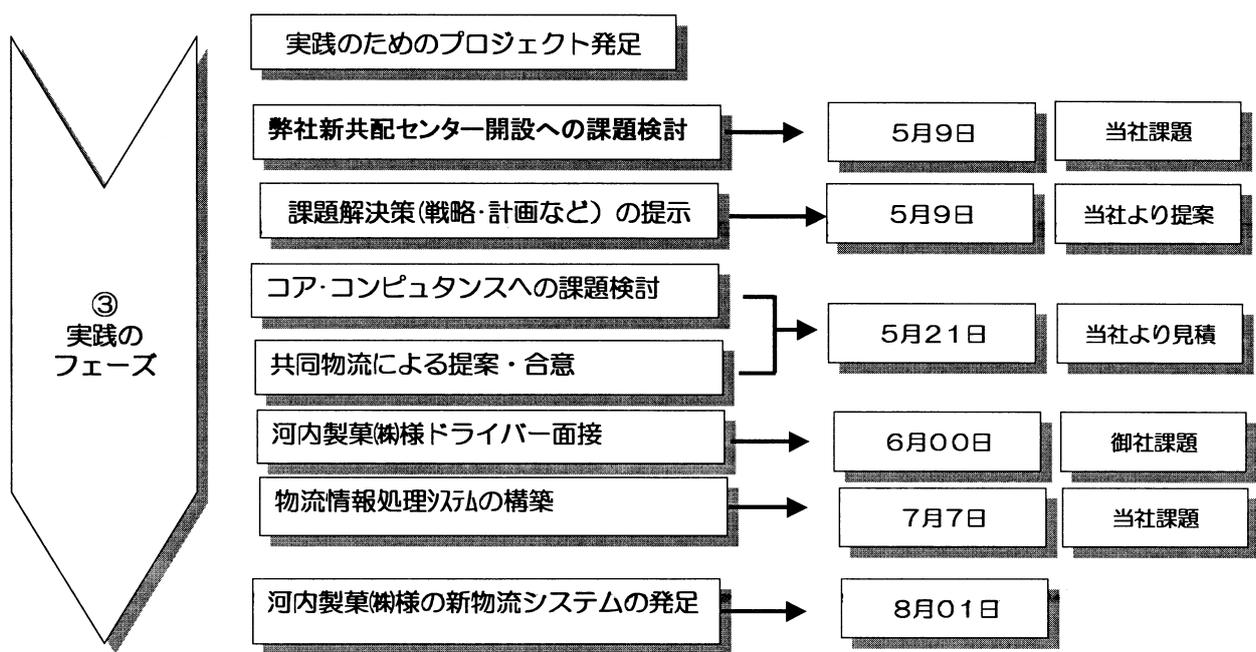 実践のためのプロジェクト発足
弊社新共配センター開設への課題検討
5月9日
当社課題
課題解決策(戦略・計画など)の提示
5月9日
当社より提案
③
実践の
フェーズ
コア・コンピュタンスへの課題検討
共同物流による提案・合意
5月21日
当社より見積
河内製菓㈱様ドライバー面接
6月00日
御社課題
物流情報処理ｼｽﾃﾑの構築
7月7日
当社課題
河内製菓㈱様の新物流システムの発足
8月01日